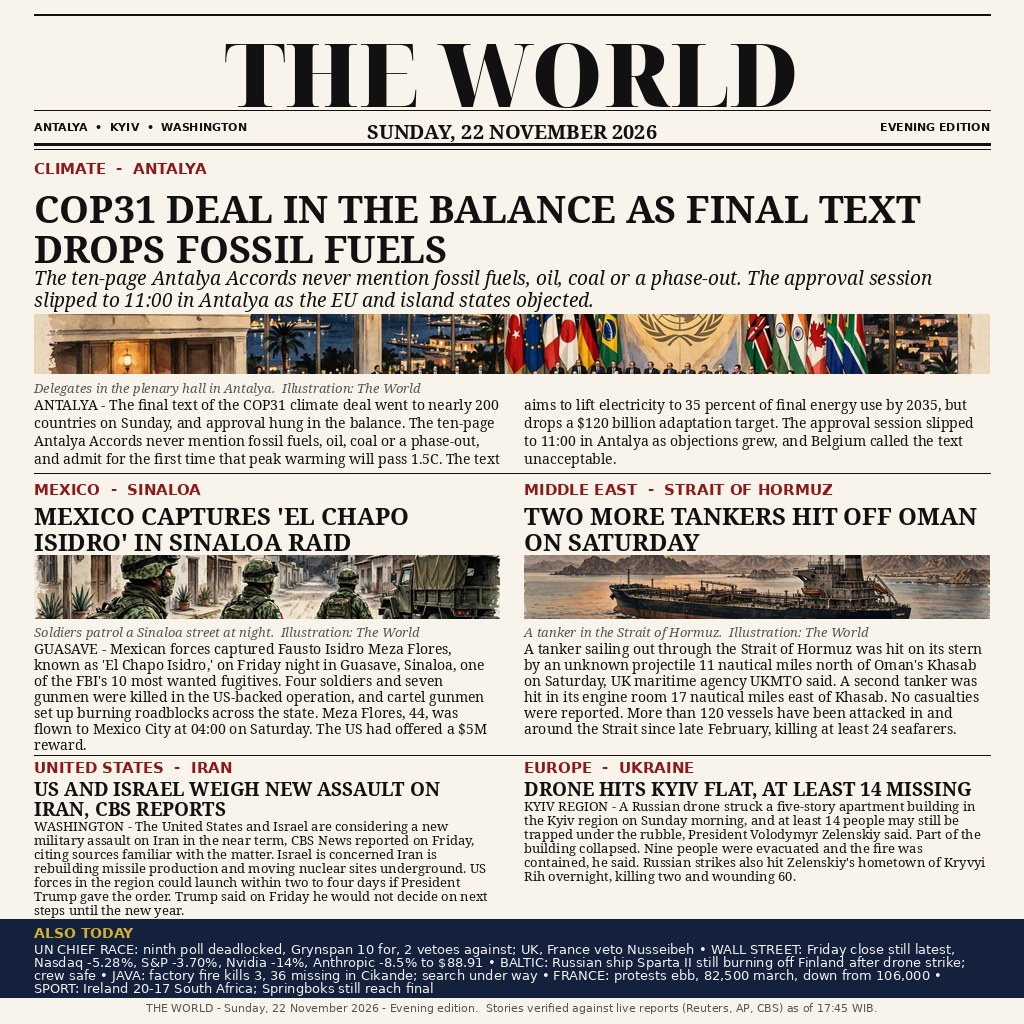 THE WORLD
ANTALYA • KYIV • WASHINGTON
SUNDAY, 22 NOVEMBER 2026
EVENING EDITION
CLIMATE - ANTALYA
COP31 DEAL IN THE BALANCE AS FINAL TEXT
DROPS FOSSIL FUELS
The ten-page Antalya Accords never mention fossil fuels, oil, coal or a phase-out. The approval session
slipped to 11:00 in Antalya as the EU and island states objected.
Delegates in the plenary hall in Antalya. Illustration: The World
ANTALYA - The final text of the COP31 climate deal went to nearly 200
countries on Sunday, and approval hung in the balance. The ten-page
Antalya Accords never mention fossil fuels, oil, coal or a phase-out,
and admit for the first time that peak warming will pass 1.5C. The text
aims to lift electricity to 35 percent of final energy use by 2035, but
drops a $120 billion adaptation target. The approval session slipped
to 11:00 in Antalya as objections grew, and Belgium called the text
unacceptable.
MEXICO - SINALOA
MEXICO CAPTURES 'EL CHAPO
ISIDRO' IN SINALOA RAID
Soldiers patrol a Sinaloa street at night. Illustration: The World
GUASAVE - Mexican forces captured Fausto Isidro Meza Flores,
known as 'El Chapo Isidro,' on Friday night in Guasave, Sinaloa, one
of the FBI's 10 most wanted fugitives. Four soldiers and seven
gunmen were killed in the US-backed operation, and cartel gunmen
set up burning roadblocks across the state. Meza Flores, 44, was
flown to Mexico City at 04:00 on Saturday. The US had offered a $5M
reward.
MIDDLE EAST - STRAIT OF HORMUZ
TWO MORE TANKERS HIT OFF OMAN
ON SATURDAY
A tanker in the Strait of Hormuz. Illustration: The World
A tanker sailing out through the Strait of Hormuz was hit on its stern
by an unknown projectile 11 nautical miles north of Oman's Khasab
on Saturday, UK maritime agency UKMTO said. A second tanker was
hit in its engine room 17 nautical miles east of Khasab. No casualties
were reported. More than 120 vessels have been attacked in and
around the Strait since late February, killing at least 24 seafarers.
UNITED STATES - IRAN
US AND ISRAEL WEIGH NEW ASSAULT ON
IRAN, CBS REPORTS
WASHINGTON - The United States and Israel are considering a new
military assault on Iran in the near term, CBS News reported on Friday,
citing sources familiar with the matter. Israel is concerned Iran is
rebuilding missile production and moving nuclear sites underground. US
forces in the region could launch within two to four days if President
Trump gave the order. Trump said on Friday he would not decide on next
steps until the new year.
EUROPE - UKRAINE
DRONE HITS KYIV FLAT, AT LEAST 14 MISSING
KYIV REGION - A Russian drone struck a five-story apartment building in
the Kyiv region on Sunday morning, and at least 14 people may still be
trapped under the rubble, President Volodymyr Zelenskiy said. Part of the
building collapsed. Nine people were evacuated and the fire was
contained, he said. Russian strikes also hit Zelenskiy's hometown of Kryvyi
Rih overnight, killing two and wounding 60.
ALSO TODAY
UN CHIEF RACE: ninth poll deadlocked, Grynspan 10 for, 2 vetoes against; UK, France veto Nusseibeh • WALL STREET: Friday close still latest,
Nasdaq -5.28%, S&P -3.70%, Nvidia -14%, Anthropic -8.5% to $88.91 • BALTIC: Russian ship Sparta II still burning off Finland after drone strike;
crew safe • JAVA: factory fire kills 3, 36 missing in Cikande; search under way • FRANCE: protests ebb, 82,500 march, down from 106,000 •
SPORT: Ireland 20-17 South Africa; Springboks still reach final
THE WORLD - Sunday, 22 November 2026 - Evening edition. Stories verified against live reports (Reuters, AP, CBS) as of 17:45 WIB.